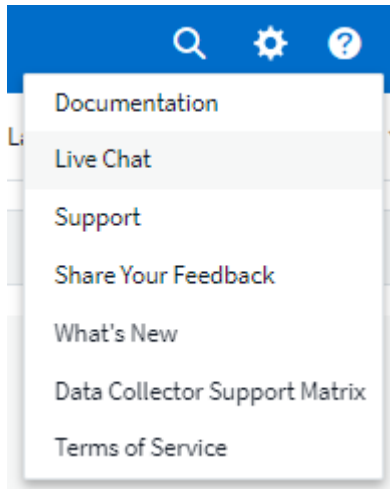 Documentation
Live Chat
Support
Share Your Feedback
What's New
Data Collector Support Matrix
Terms of Service